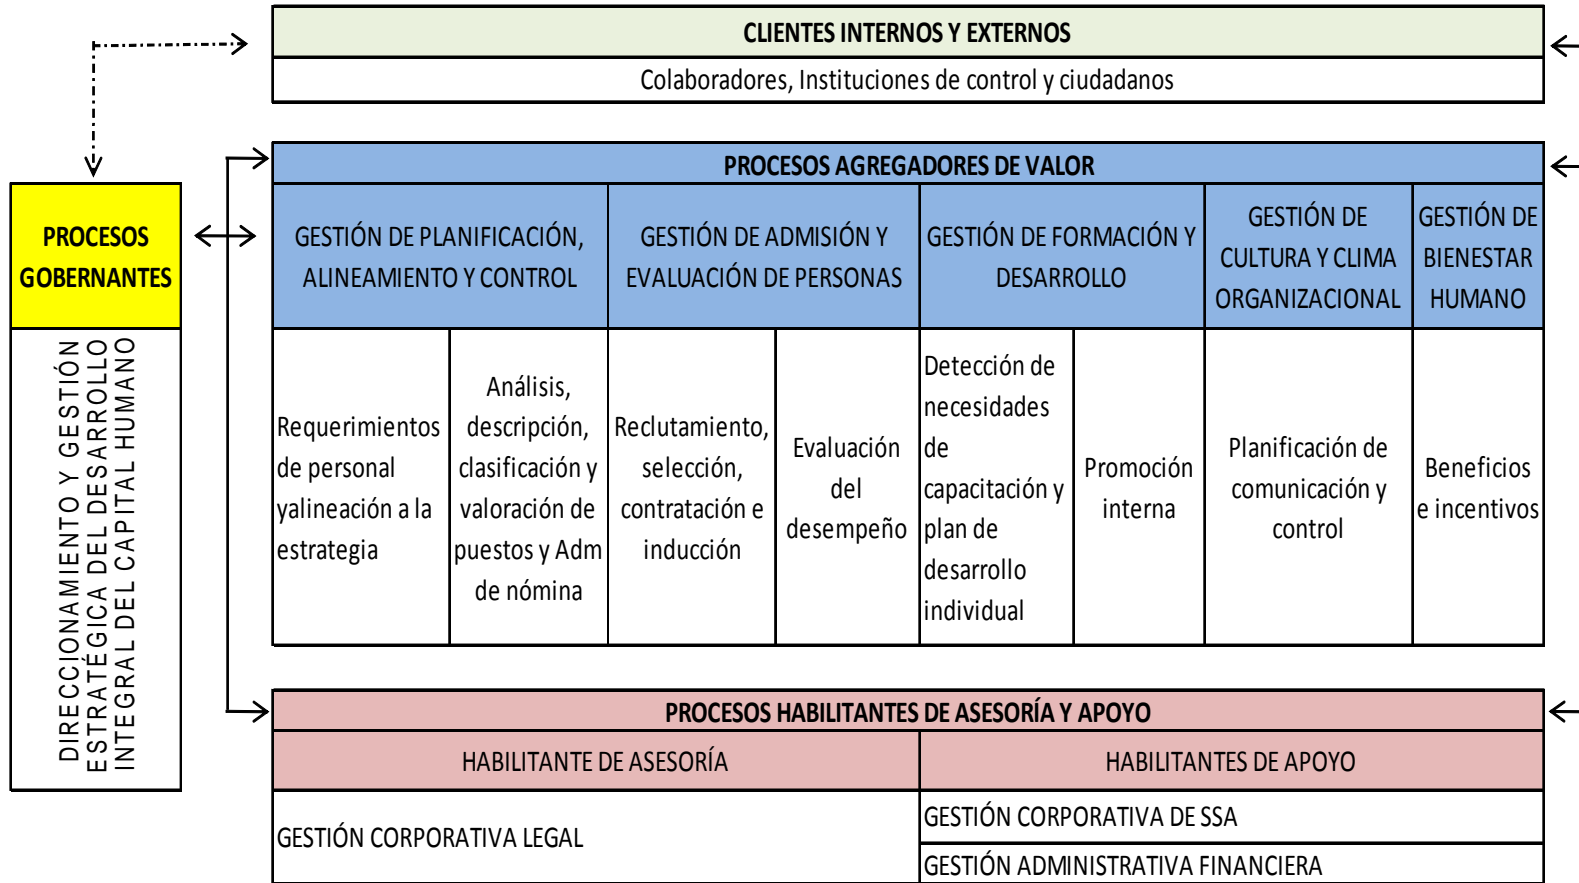 CLIENTES INTERNOS Y EXTERNOS
Colaboradores, Instituciones de control y ciudadanos
PROCESOS
GOBERNANTES
DIRECCIONAMIENTO Y GESTIÓN
ESTRATÉGICA DEL DESARROLLO
INTEGRAL DEL CAPITAL HUMANO
PROCESOS AGREGADORES DE VALOR
GESTIÓN DE PLANIFICACIÓN,
ALINEAMIENTO Y CONTROL
GESTIÓN DE ADMISIÓN Y
EVALUACIÓN DE PERSONAS
GESTIÓN DE FORMACIÓN Y
DESARROLLO
GESTIÓN DE
CULTURA Y CLIMA
ORGANIZACIONAL
GESTIÓN DE
BIENESTAR
HUMANO
Requerimientos
de personal
yalineación a la
estrategia
Análisis,
descripción,
clasificación y
valoración de
puestos y Adm
de nómina
Reclutamiento,
selección,
contratación e
inducción
Evaluación
del
desempeño
Detección de
necesidades
de
capacitación y
plan de
desarrollo
individual
Promoción
interna
Planificación de
comunicación y
control
Beneficios
e incentivos
PROCESOS HABILITANTES DE ASESORÍA Y APOYO
HABILITANTE DE ASESORÍA
HABILITANTES DE APOYO
GESTIÓN CORPORATIVA LEGAL
GESTIÓN CORPORATIVA DE SSA
GESTIÓN ADMINISTRATIVA FINANCIERA